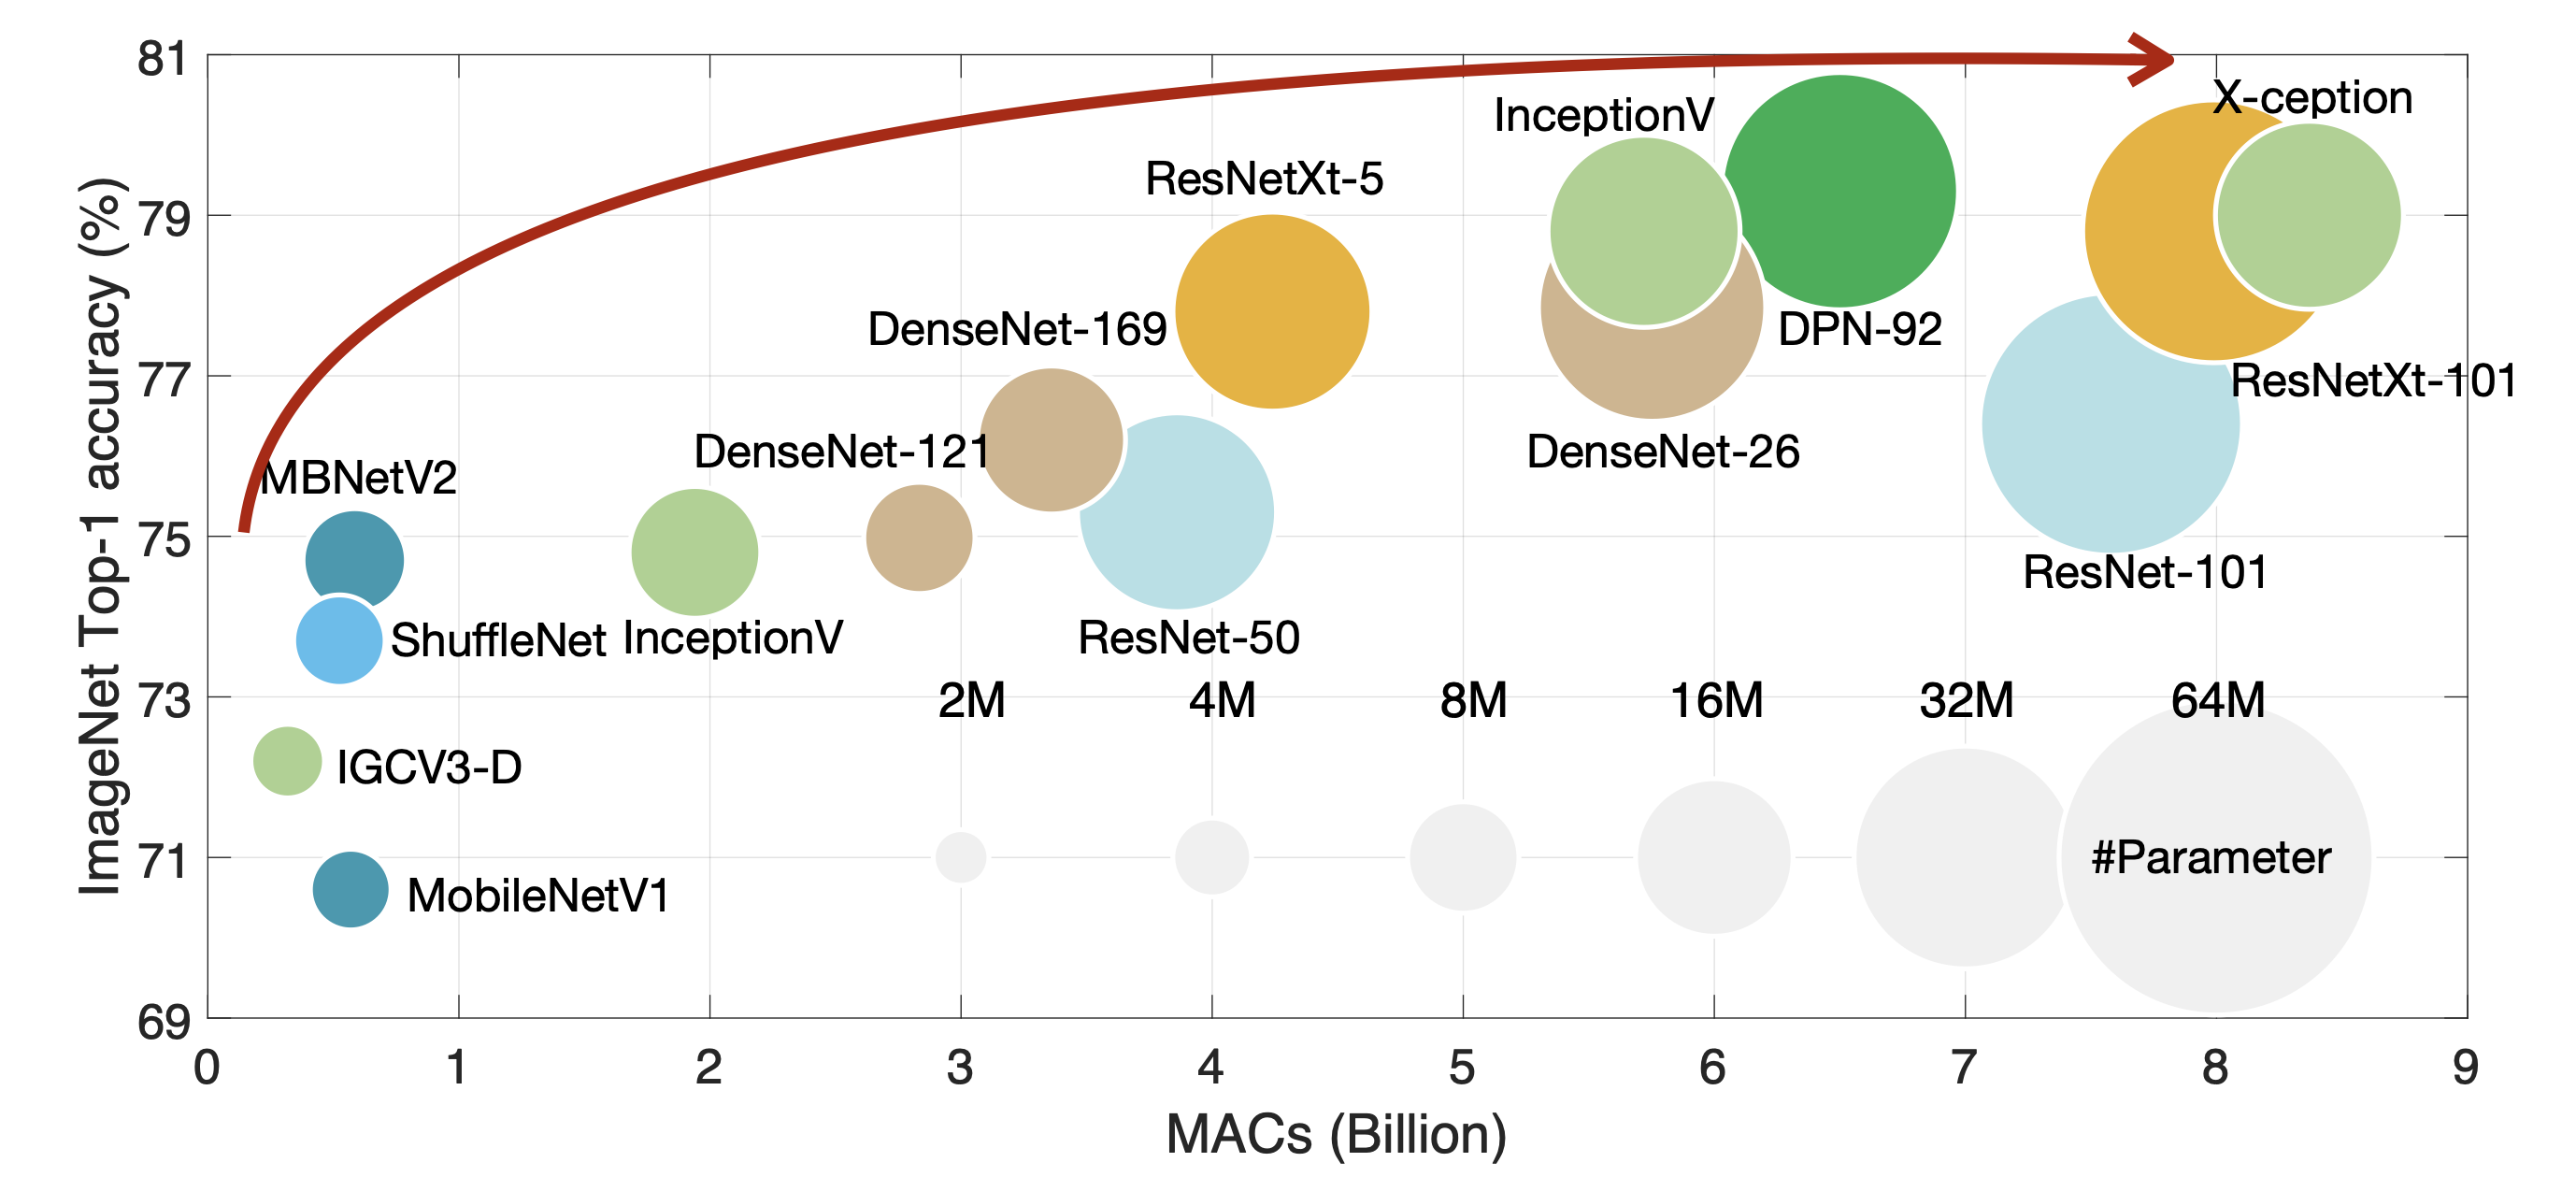 ImageNet Top-1 accuracy (%)
81
79
77
75
73
71
69
X-ception
InceptionV
ResNetXt-5
DenseNet-169
DPN-92
ResNetXt-101
DenseNet-121
DenseNet-26
MBNetV2
ResNet-101
ShuffleNet
InceptionV
ResNet-50
2M
4M
8M
16M
32M
64M
IGCV3-D
#Parameter
MobileNetV1
0
1
2
3
4
5
6
7
8
9
MACs (Billion)